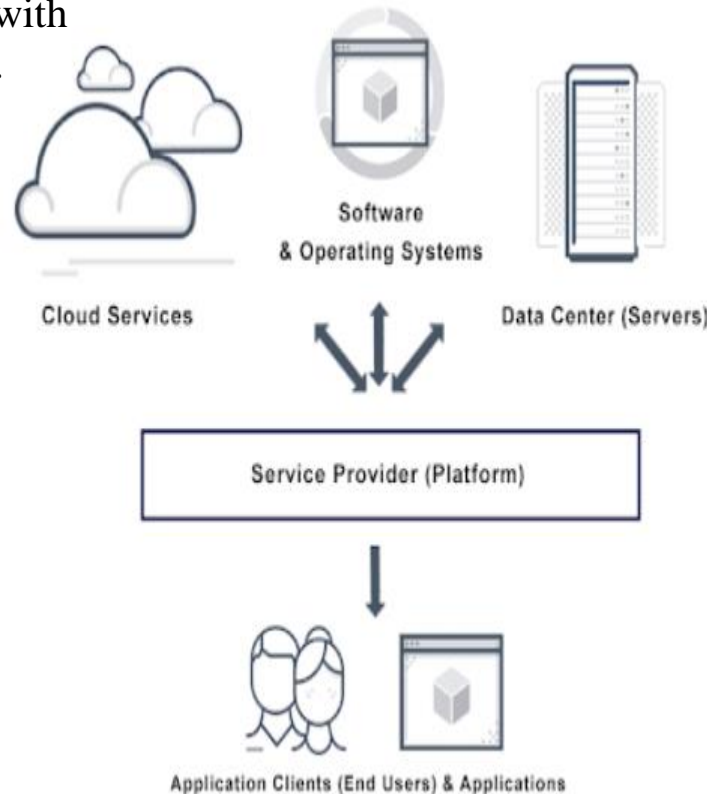 with
.
Software
& Operating Systems
Cloud Services
Data Center (Servers)
Service Provider (Platform)
Application Clients (End Users) & Applications